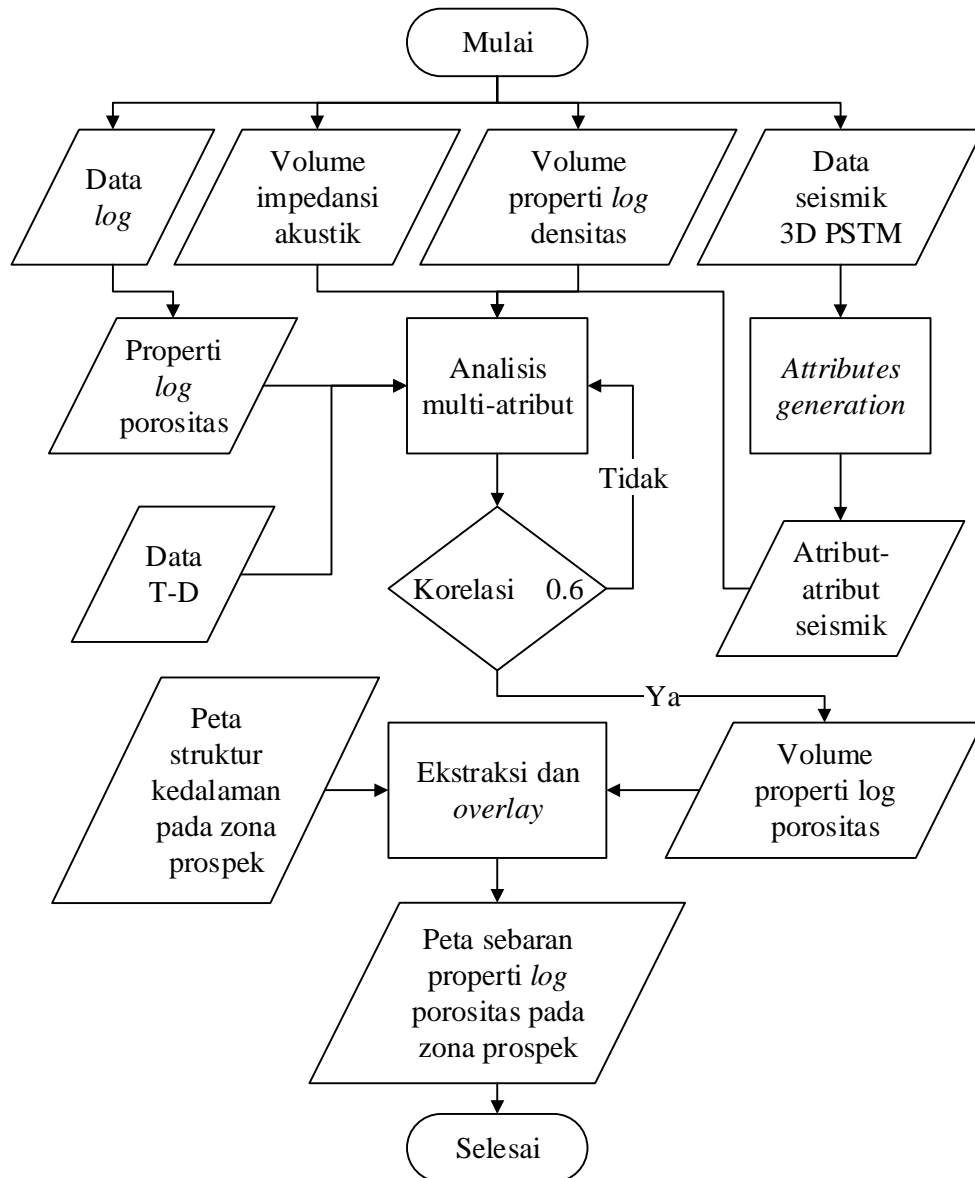 Mulai
Data
log
Volume
impedansi
akustik
Volume
properti log
densitas
Data
seismik
3D PSTM
Properti
log
porositas
Analisis
multi-atribut
Attributes
generation
Tidak
Data
T-D
Korelasi 0.6
Atribut-
atribut
seismik
Ya
Peta
struktur
kedalaman
pada zona
prospek
Ekstraksi dan
overlay
Volume
properti log
porositas
Peta sebaran
properti log
porositas pada
zona prospek
Selesai